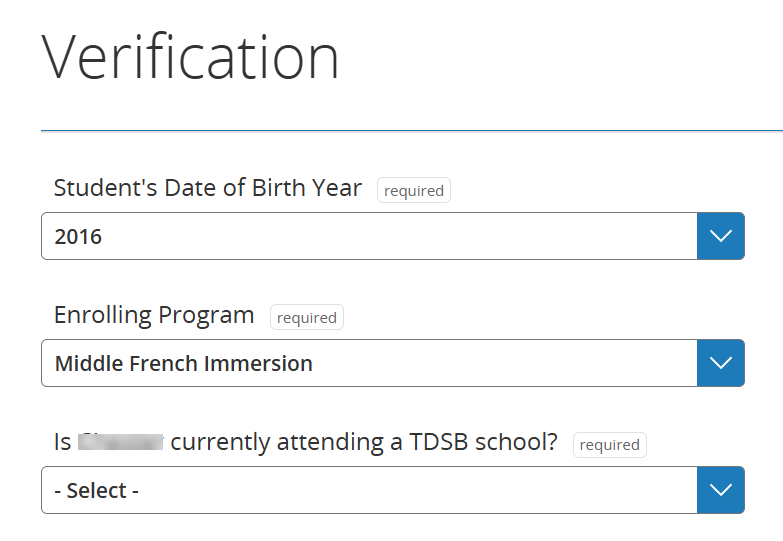 Verification
Student's Date of Birth Year required
2016
Enrolling Program required
Middle French Immersion
Is currently attending a TDSB school? required
- Select -